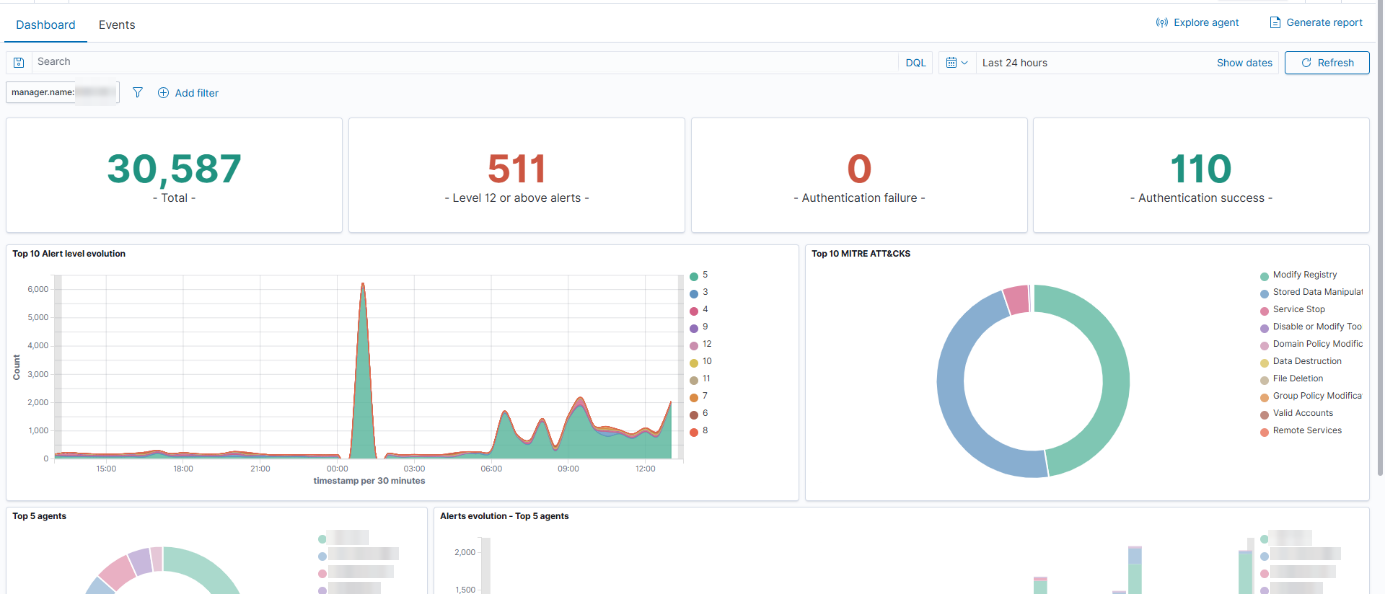 Dashboard
Events
Explore agent
Generate report
Search
DQL
Last 24 hours
Show dates
Refresh
manager.name:
Add filter
30,587
- Total -
511
- Level 12 or above alerts -
0
- Authentication failure -
110
- Authentication success -
Top 10 Alert level evolution
6,000
5,000
4,000
3,000
2,000
1,000
0
Count
15:00
18:00
21:00
00:00
03:00
06:00
09:00
12:00
timestamp per 30 minutes
5
3
4
9
12
10
11
7
6
8
Top 10 MITRE ATT&CKS
Modify Registry
Stored Data Manipulat
Service Stop
Disable or Modify Too
Domain Policy Modific
Data Destruction
File Deletion
Group Policy Modifica
Valid Accounts
Remote Services
Top 5 agents
Alerts evolution - Top 5 agents
2,000
1,500